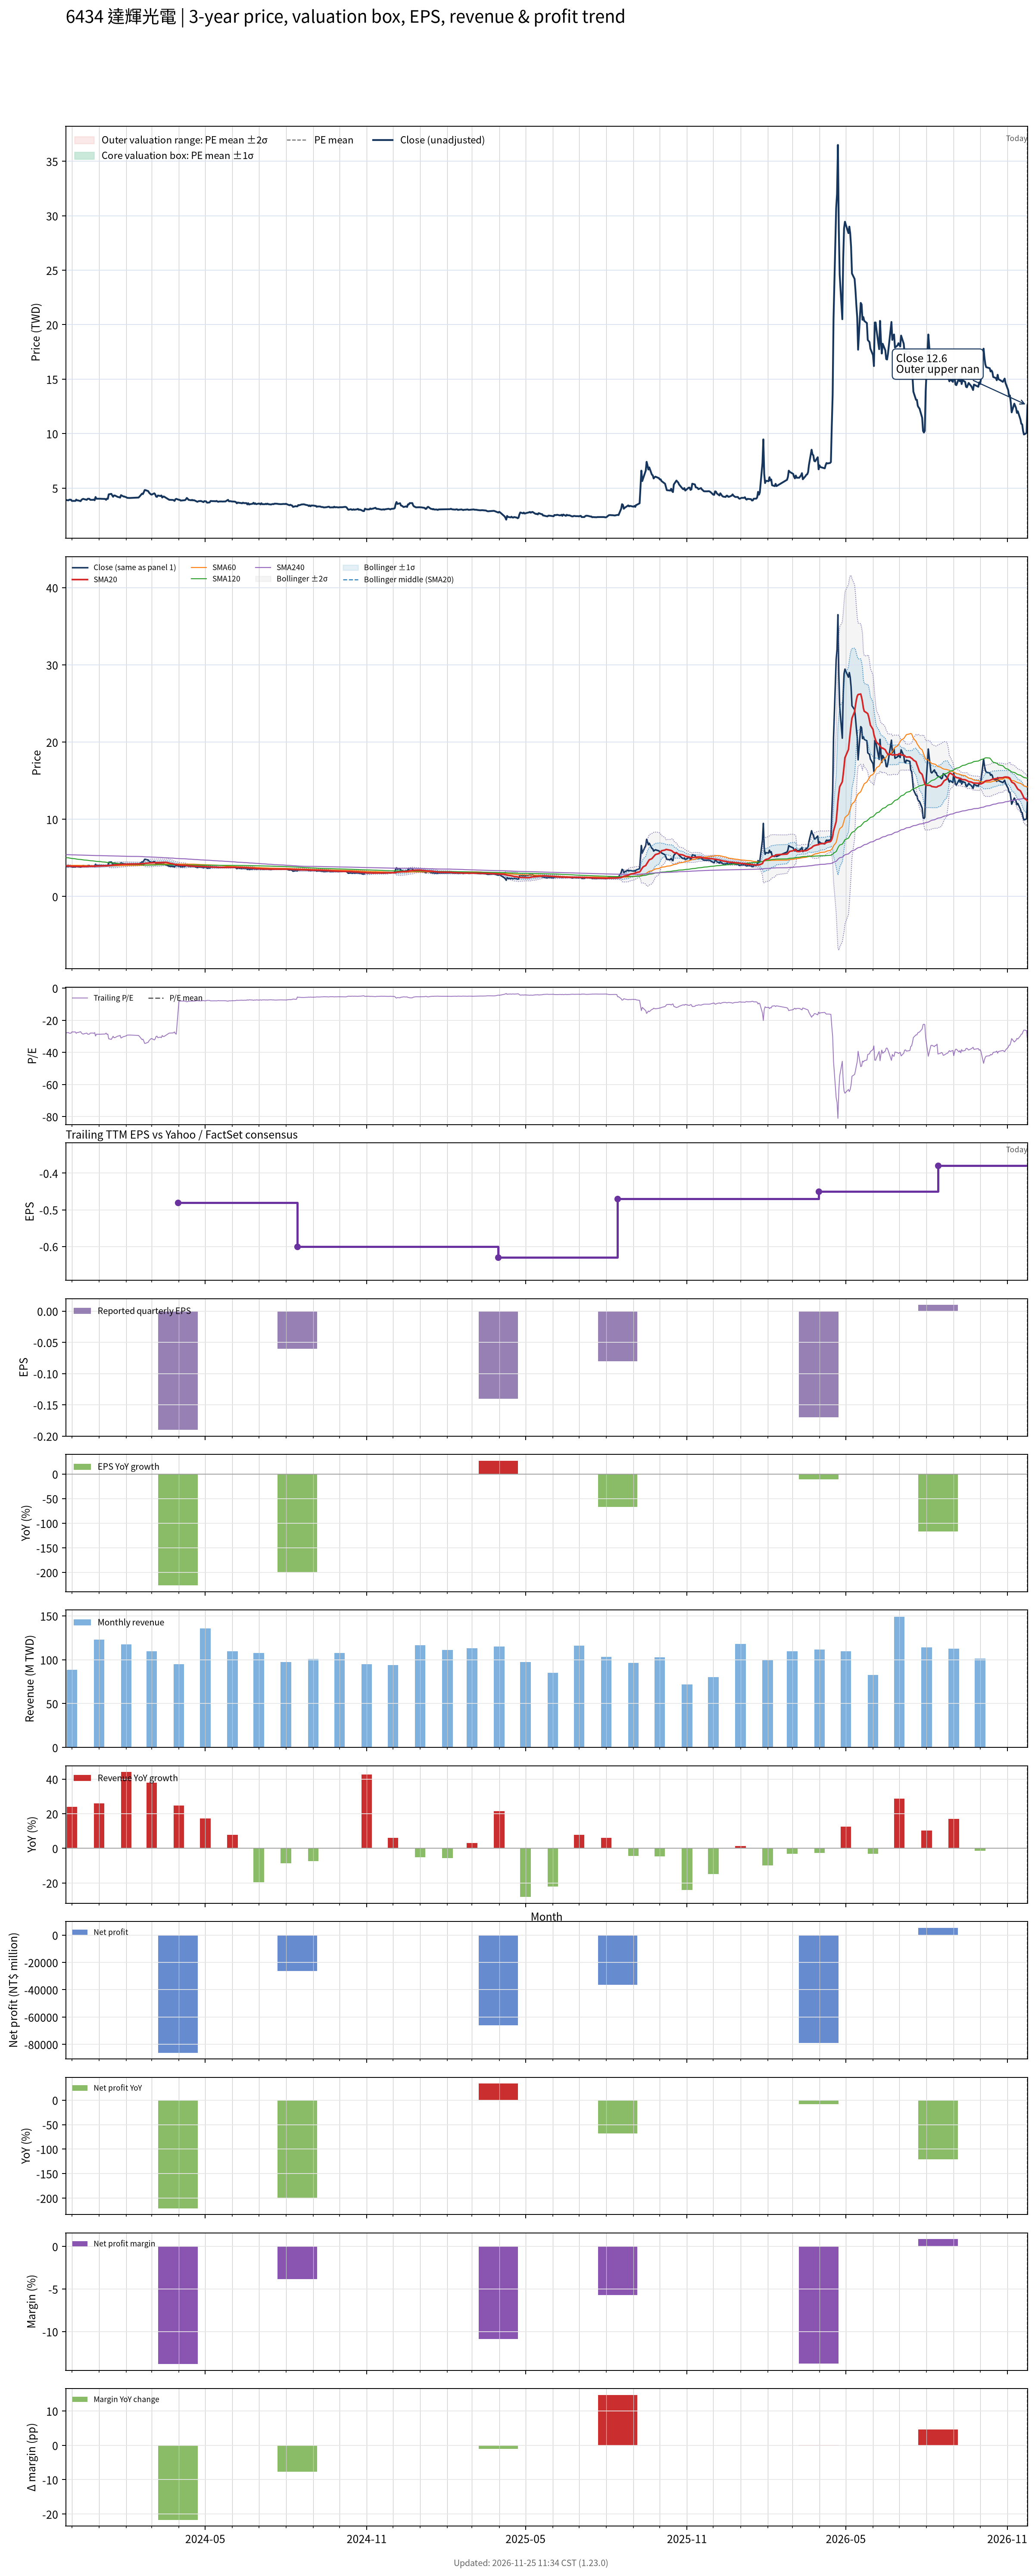 6434 達輝光電 | 3-year price, valuation box, EPS, revenue & profit trend
Outer valuation range: PE mean ±2σ
Core valuation box: PE mean ±1σ
PE mean
Close (unadjusted)
Today
Price (TWD)
35
30
25
20
15
10
5
Close 12.6
Outer upper nan
Close (same as panel 1)
SMA20
SMA60
SMA120
SMA240
Bollinger ±2σ
Bollinger ±1σ
Bollinger middle (SMA20)
Price
40
30
20
10
0
Trailing P/E
P/E mean
P/E
0
-20
-40
-60
-80
Trailing TTM EPS vs Yahoo / FactSet consensus
Today
EPS
-0.4
-0.5
-0.6
Reported quarterly EPS
EPS
0.00
-0.05
-0.10
-0.15
-0.20
EPS YoY growth
YoY (%)
0
-50
-100
-150
-200
Monthly revenue
Revenue (M TWD)
150
100
50
0
Revenue YoY growth
YoY (%)
40
20
0
-20
Month
Net profit
Net profit (NT$ million)
0
-20000
-40000
-60000
-80000
Net profit YoY
YoY (%)
0
-50
-100
-150
-200
Net profit margin
Margin (%)
0
-5
-10
Margin YoY change
Δ margin (pp)
10
0
-10
-20
2024-05
2024-11
2025-05
2025-11
2026-05
2026-11
Updated: 2026-11-25 11:34 CST (1.23.0)